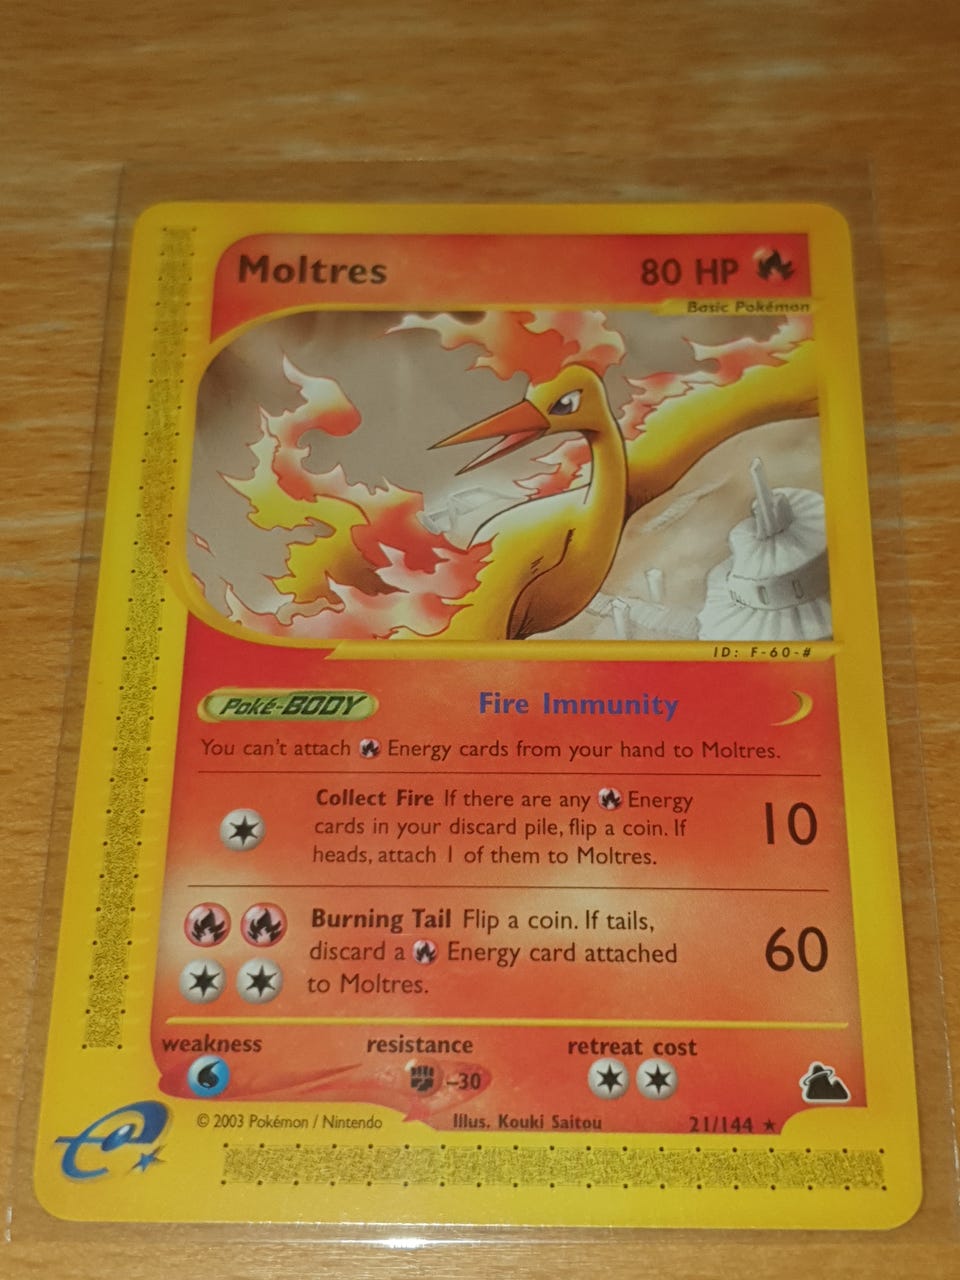 Moltres 80 HP
Basic Pokémon
ID: F-60-#
Poké-BODY Fire Immunity
You can't attach Energy cards from your hand to Moltres.
Collect Fire If there are any Energy
cards in your discard pile, flip a coin. If
heads, attach 1 of them to Moltres.
10
Burning Tail Flip a coin. If tails,
discard a Energy card attached
to Moltres.
60
weakness resistance retreat cost
-30
© 2003 Pokémon / Nintendo Illus. Kouki Saitou 21/144 ★
e